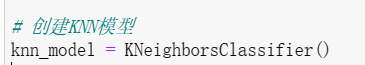 # 创建KNN模型
knn_model = KNeighborsClassifier()